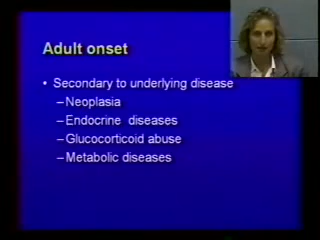 Adult onset
• Secondary to underlying disease
– Neoplasia
– Endocrine diseases
– Glucocorticoid abuse
– Metabolic diseases